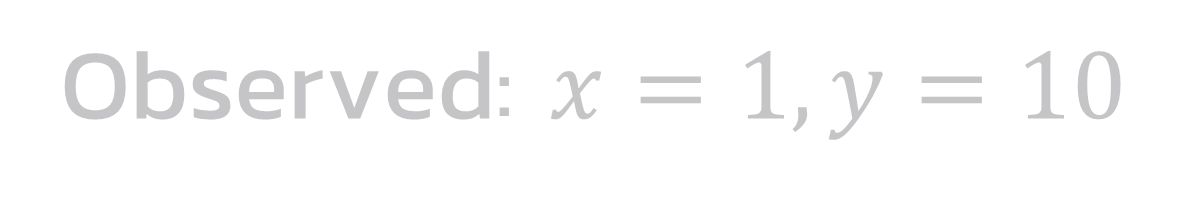 Observed: x = 1, y = 10